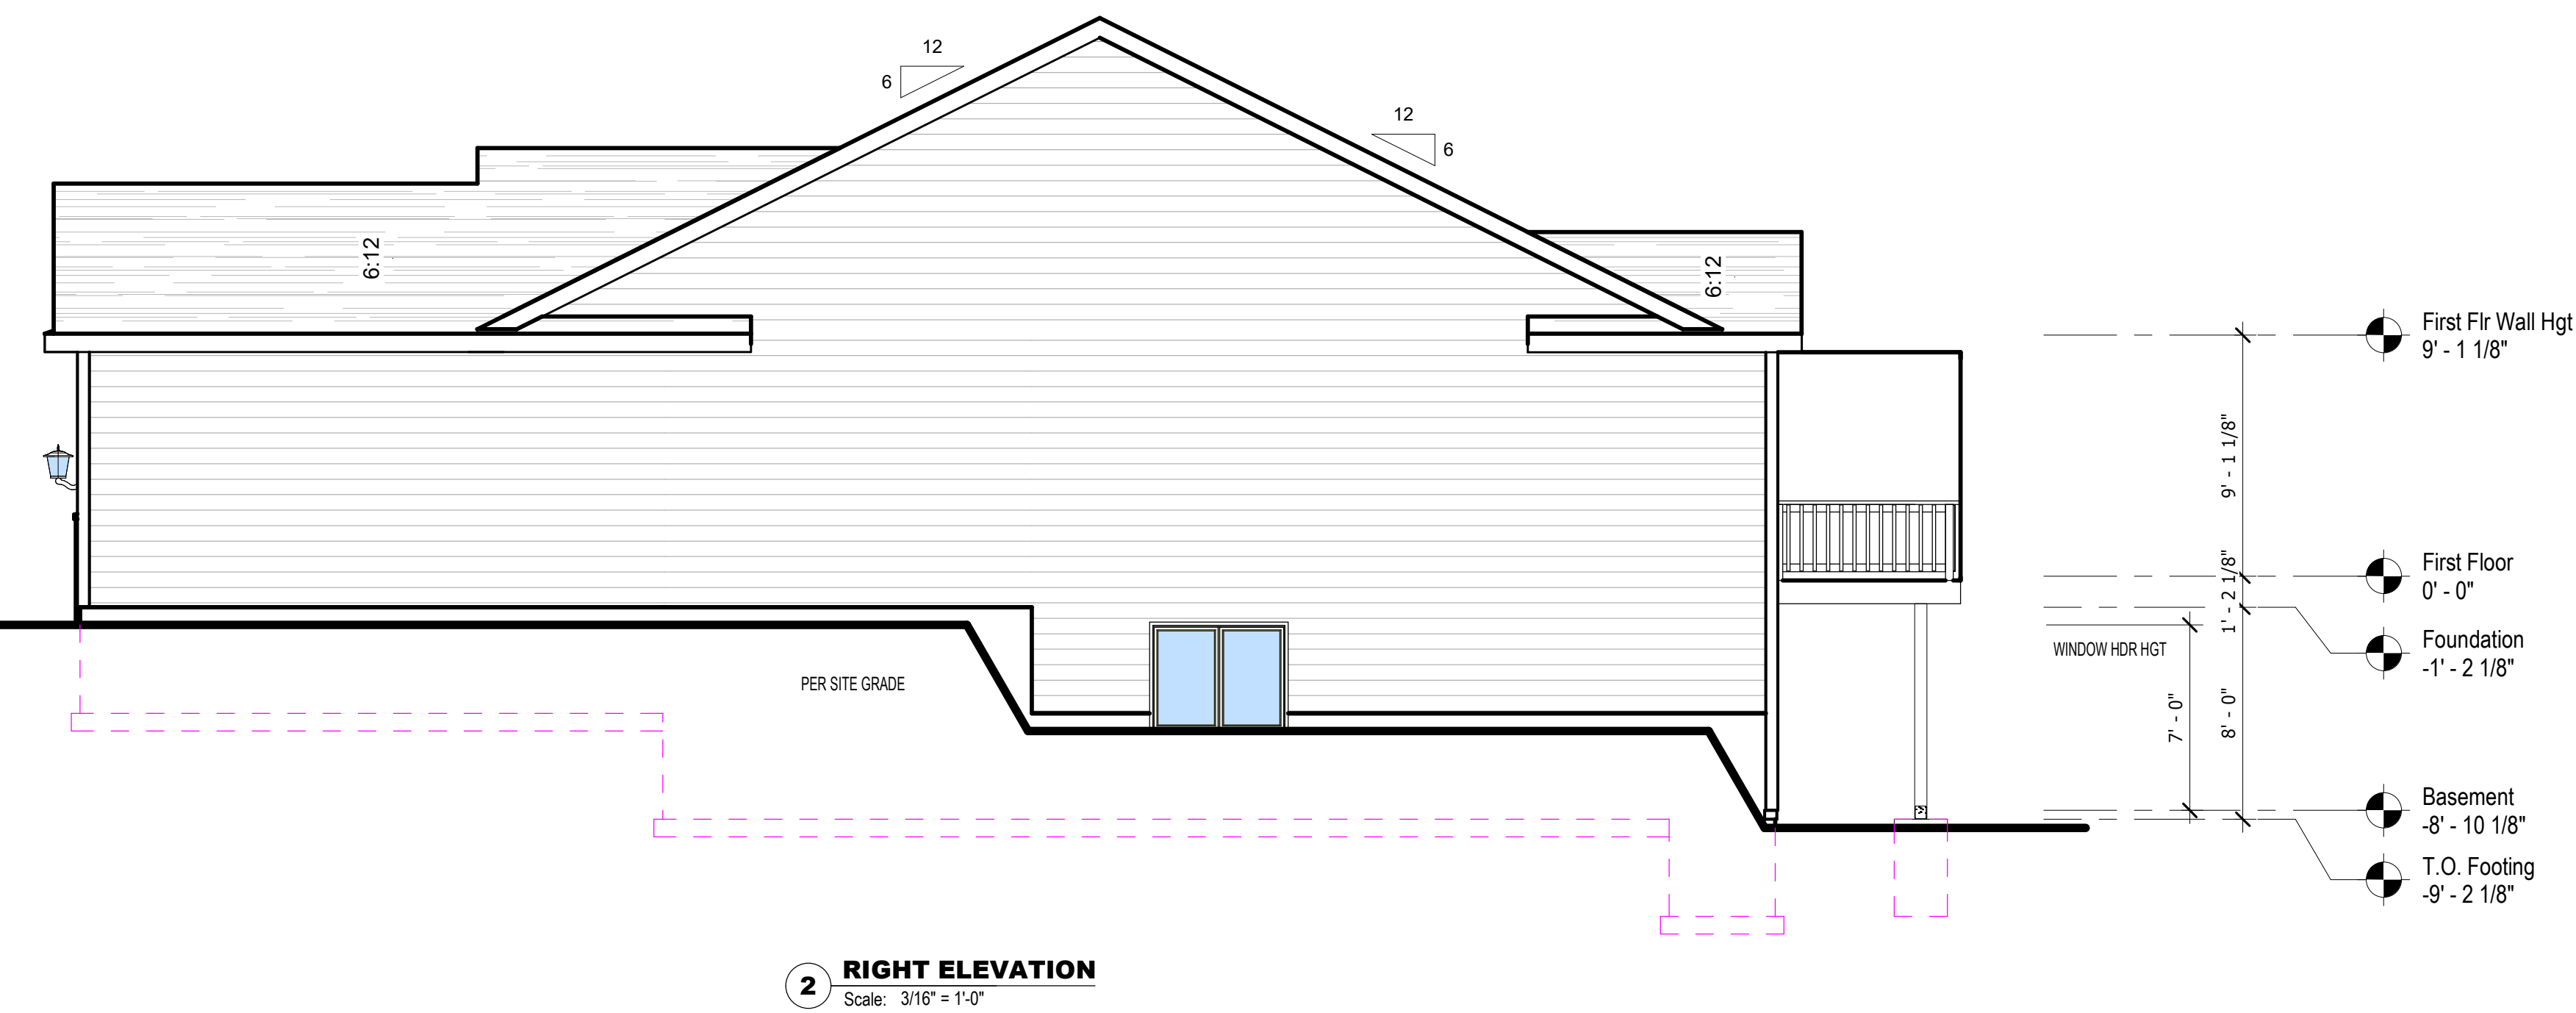 12
6
12
6
6:12
6:12
First Flr Wall Hgt
9' - 1 1/8"
9' - 1 1/8"
First Floor
0' - 0"
1' - 2 1/8"
Foundation
-1' - 2 1/8"
WINDOW HDR HGT
PER SITE GRADE
7' - 0"
8' - 0"
Basement
-8' - 10 1/8"
T.O. Footing
-9' - 2 1/8"
2
RIGHT ELEVATION
Scale: 3/16" = 1'-0"